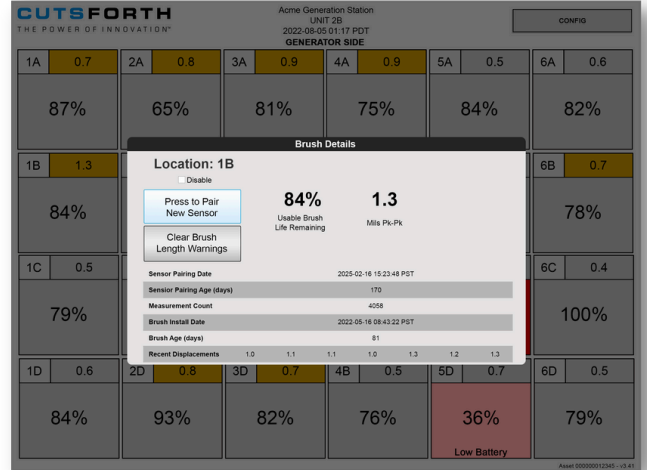 CUTSFORTH
THE POWER OF INNOVATION™
Acme Generation Station
UNIT 2B
2022-08-05 01:17 PDT
GENERATOR SIDE
CONFIG
1A 0.7 2A 0.8 3A 0.9 4A 0.9 5A 0.5 6A 0.6
87% 65% 81% 75% 84% 82%
1B 1.3 6B 0.7
84% 78%
1C 0.5 6C 0.4
79% 100%
Brush Details
Location: 1B
Disable
Press to Pair
New Sensor
Clear Brush
Length Warnings
84%
Usable Brush
Life Remaining
1.3
Mils Pk-Pk
Sensor Pairing Date 2025-02-16 15:23:48 PST
Sensior Pairing Age (days) 170
Measurement Count 4058
Brush Install Date 2022-05-16 08:43:22 PST
Brush Age (days) 81
Recent Displacements 1.0 1.1 1.1 1.0 1.3 1.2 1.3
1D 0.6 2D 0.8 3D 0.7 4B 0.5 5D 0.7 6D 0.5
84% 93% 82% 76% 36% 79%
Low Battery
Asset 000000012345 - v3.41